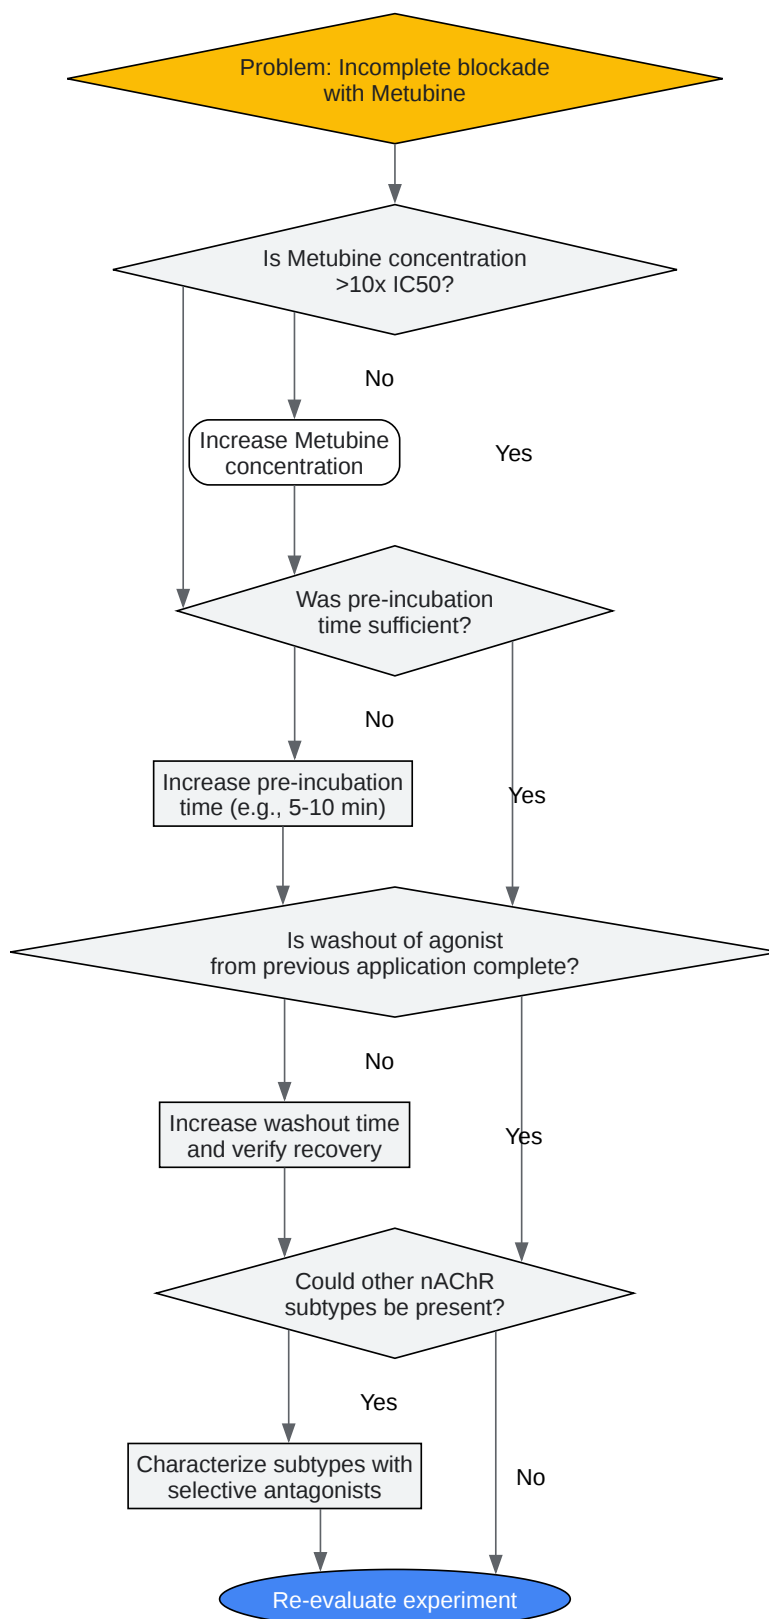 Problem: Incomplete blockade
with Metubine
Is Metubine concentration
>10x IC50?
No
Increase Metubine
concentration
Yes
Was pre-incubation
time sufficient?
No
Increase pre-incubation
time (e.g., 5-10 min)
Yes
Is washout of agonist
from previous application complete?
No
Increase washout time
and verify recovery
Yes
Could other nAChR
subtypes be present?
Yes
Characterize subtypes with
selective antagonists
No
Re-evaluate experiment